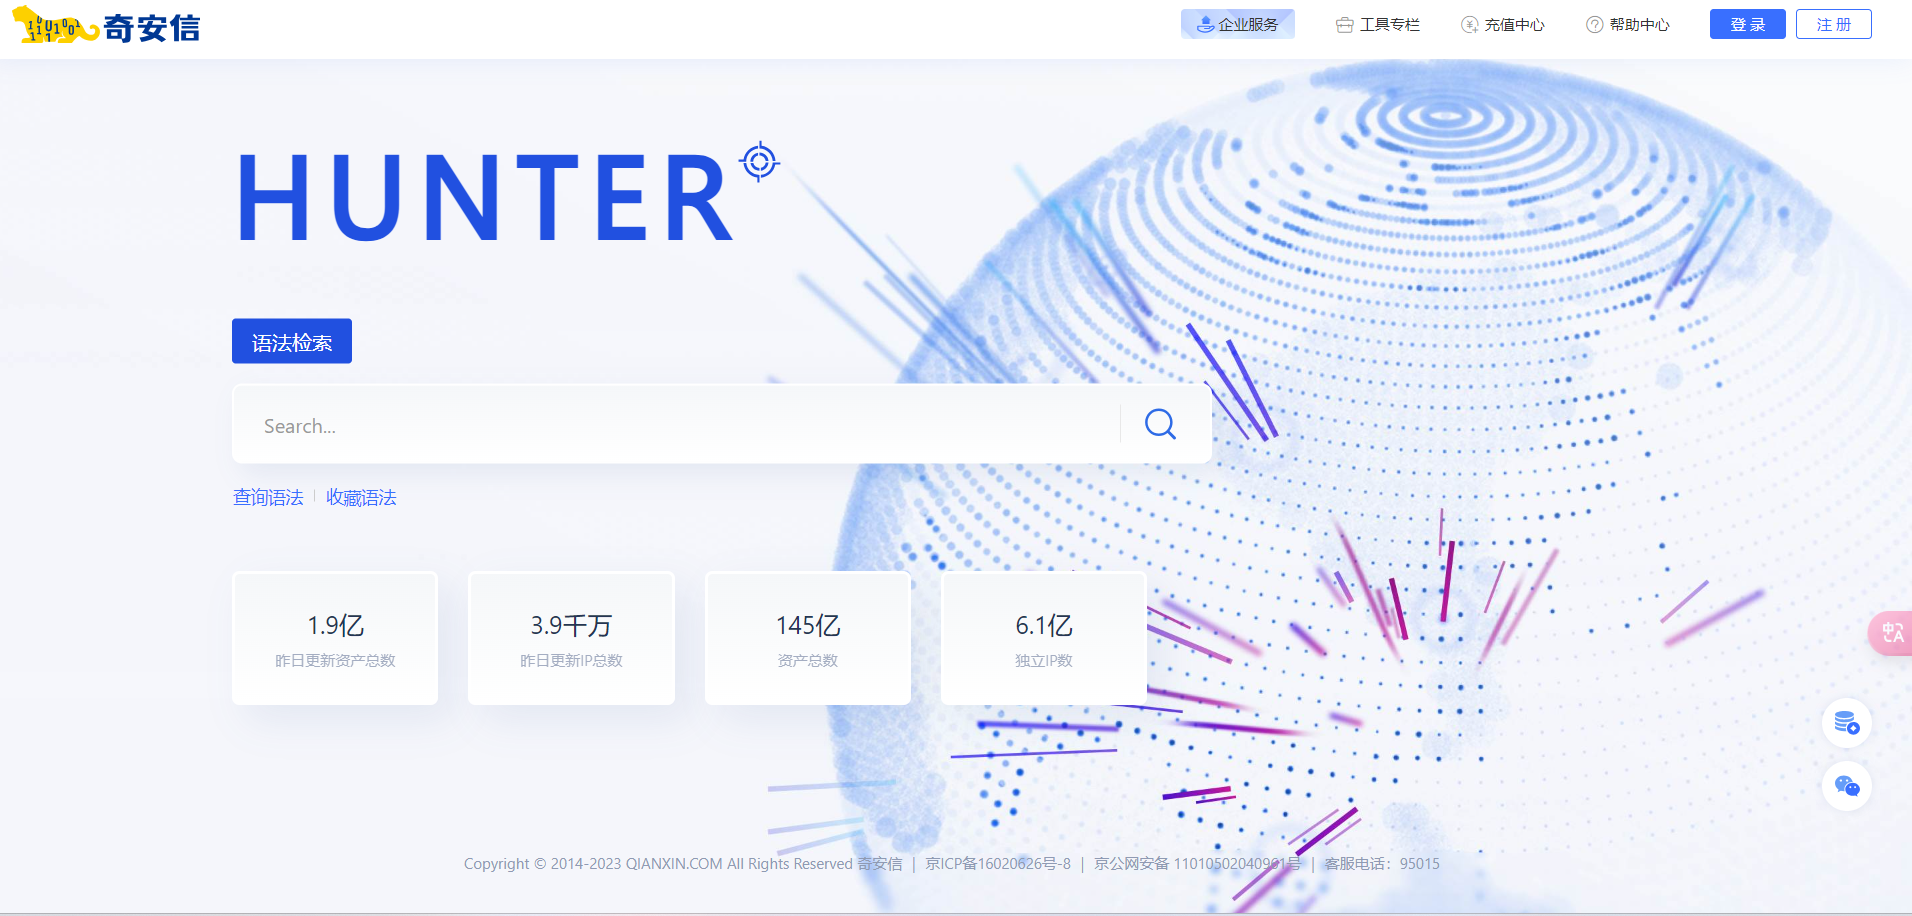 奇安信
企业服务
工具专栏
充值中心
帮助中心
登 录
注 册
HUNTER
语法检索
Search...
查询语法
收藏语法
1.9亿
昨日更新资产总数
3.9千万
昨日更新IP总数
145亿
资产总数
6.1亿
独立IP数
Copyright © 2014-2023 QIANXIN.COM All Rights Reserved 奇安信 | 京ICP备16020626号-8 | 京公网安备 11010502040961号 | 客服电话：95015